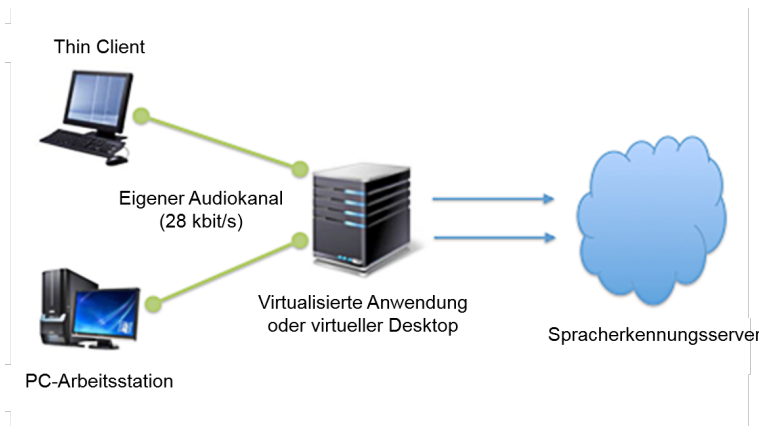 Thin Client
Eigener Audiokanal
(28 kbit/s)
Virtualisierte Anwendung
oder virtueller Desktop
Spracherkennungsserver
PC-Arbeitsstation